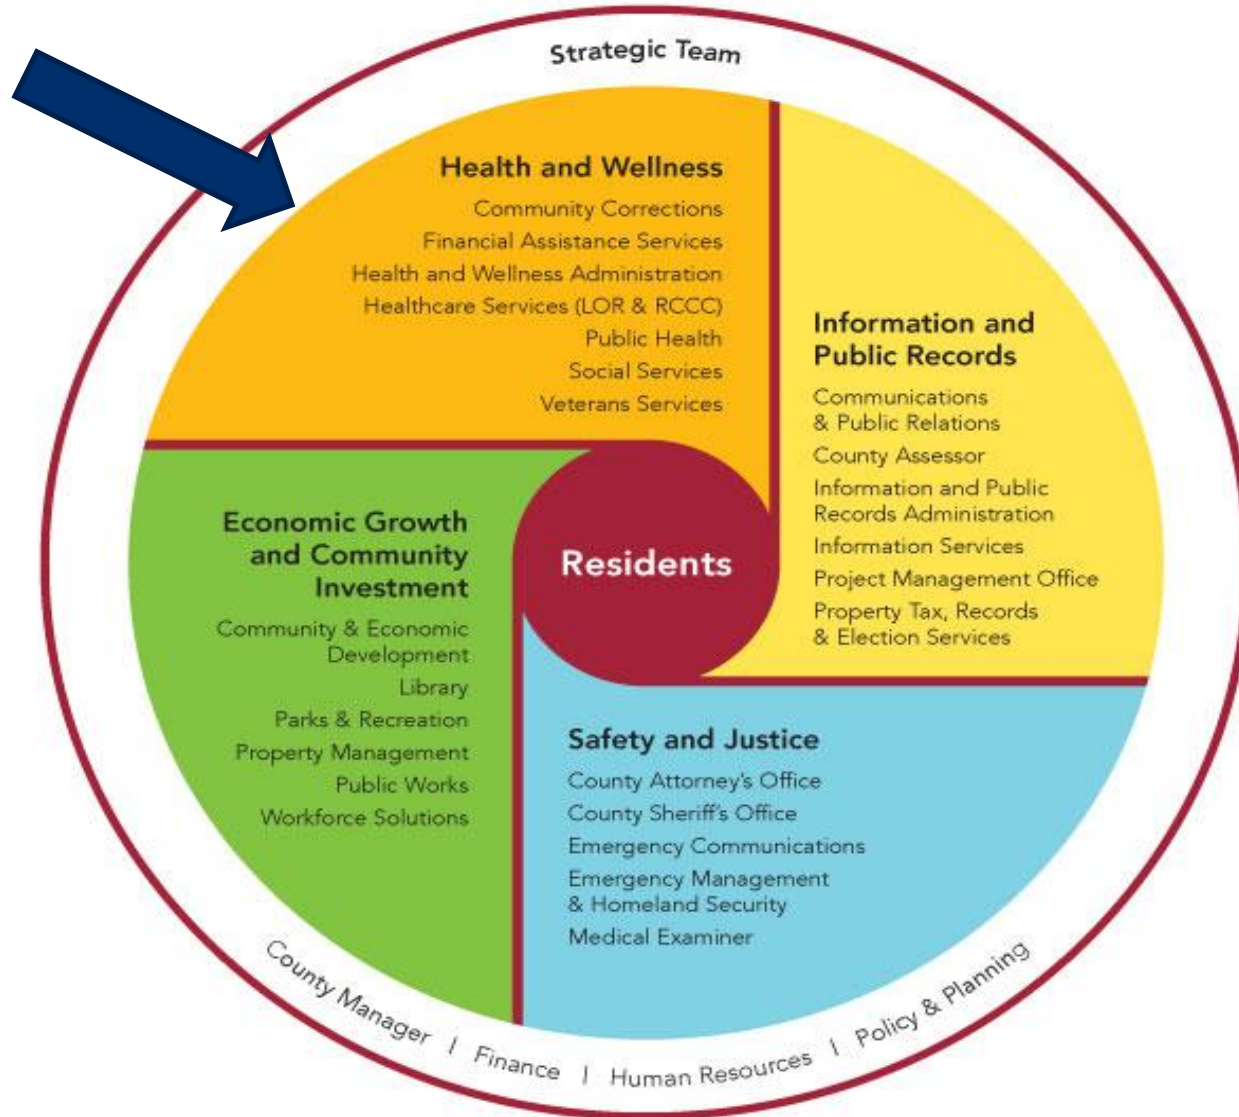 Strategic Team
Health and Wellness
Community Corrections
Financial Assistance Services
Health and Wellness Administration
Healthcare Services (LOR & RCCC)
Public Health
Social Services
Veterans Services
Information and
Public Records
Communications
& Public Relations
County Assessor
Information and Public
Records Administration
Information Services
Project Management Office
Property Tax, Records
& Election Services
Residents
Economic Growth
and Community
Investment
Community & Economic
Development
Library
Parks & Recreation
Property Management
Public Works
Workforce Solutions
Safety and Justice
County Attorney's Office
County Sheriff's Office
Emergency Communications
Emergency Management
& Homeland Security
Medical Examiner
County Manager | Finance | Human Resources | Policy & Planning